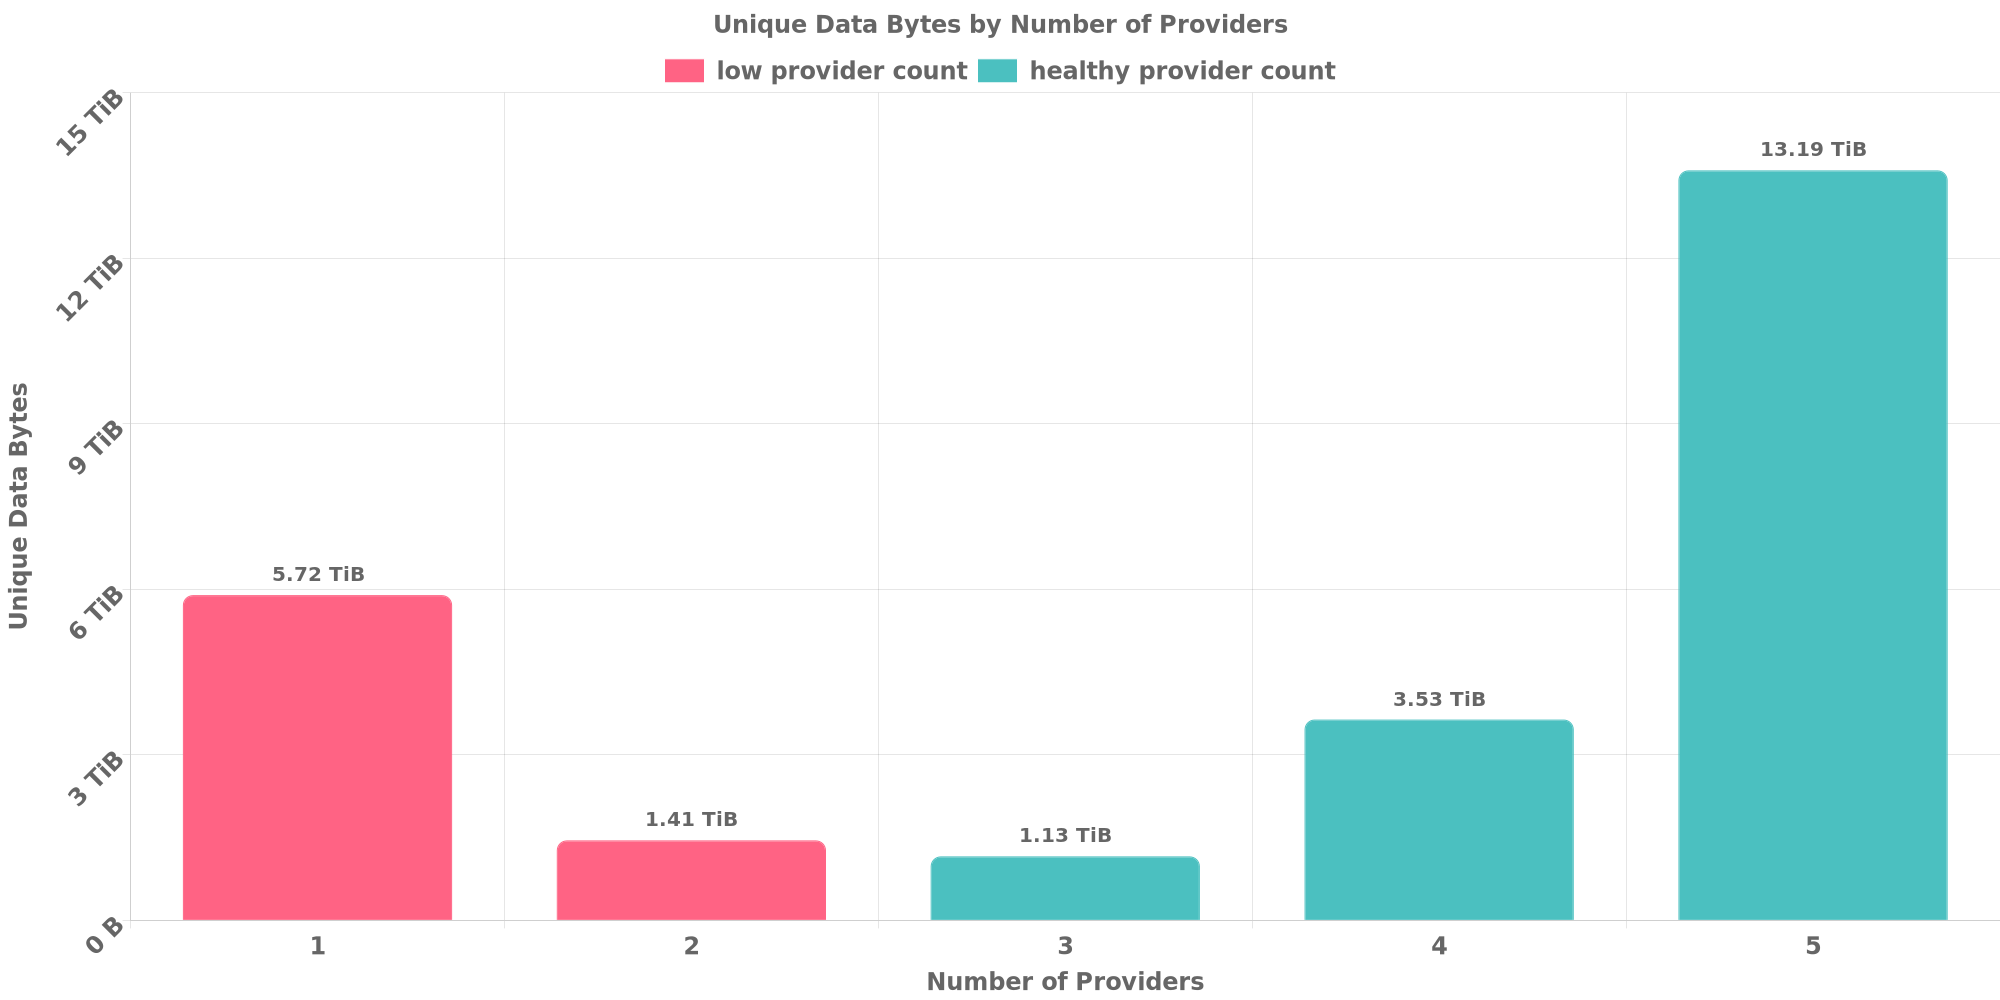 Unique Data Bytes by Number of Providers
low provider count
healthy provider count
15 TiB
12 TiB
9 TiB
6 TiB
3 TiB
0 B
Unique Data Bytes
5.72 TiB
1.41 TiB
1.13 TiB
3.53 TiB
13.19 TiB
1
2
3
4
5
Number of Providers